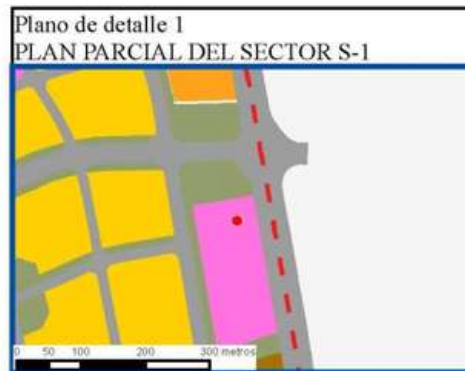 Plano de detalle 1
PLAN PARCIAL DEL SECTOR S-1
0 50 100 200 300 metros